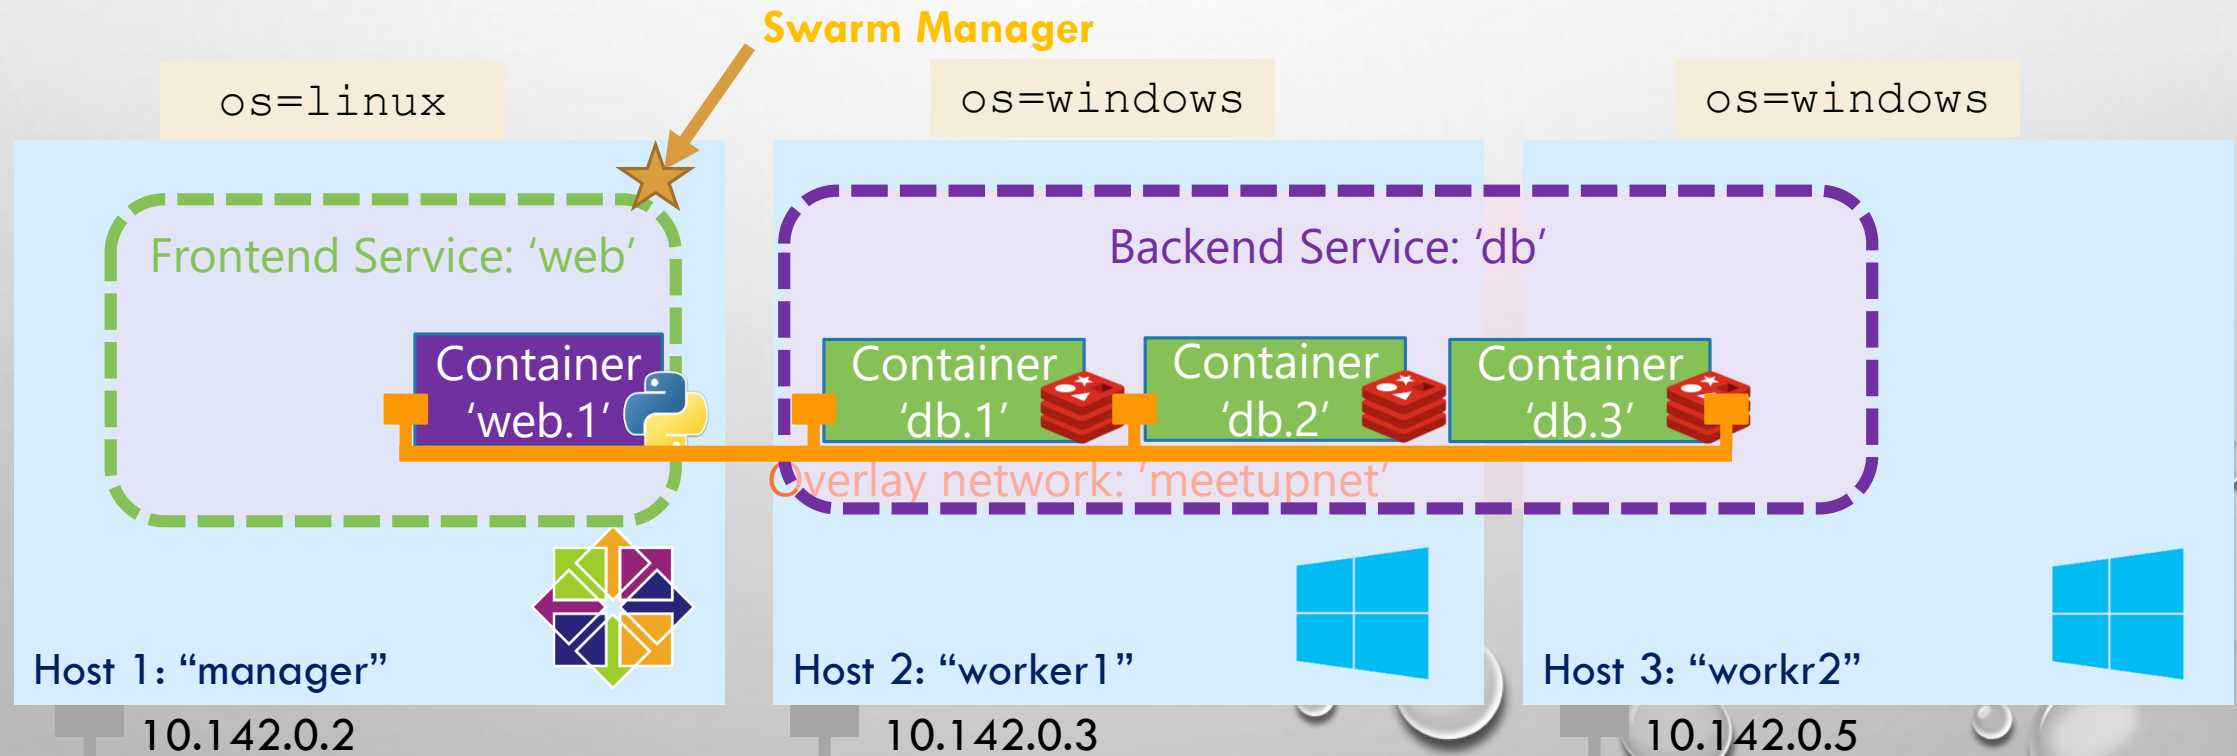 Swarm Manager
os=linux
os=windows
os=windows
Frontend Service: ‘web’
Backend Service: ‘db’
Container
‘web.1’
Container
‘db.1’
Container
‘db.2’
Container
‘db.3’
Overlay network: ‘meetupnet’
Host 1: “manager”
Host 2: “worker1”
Host 3: “workr2”
10.142.0.2
10.142.0.3
10.142.0.5